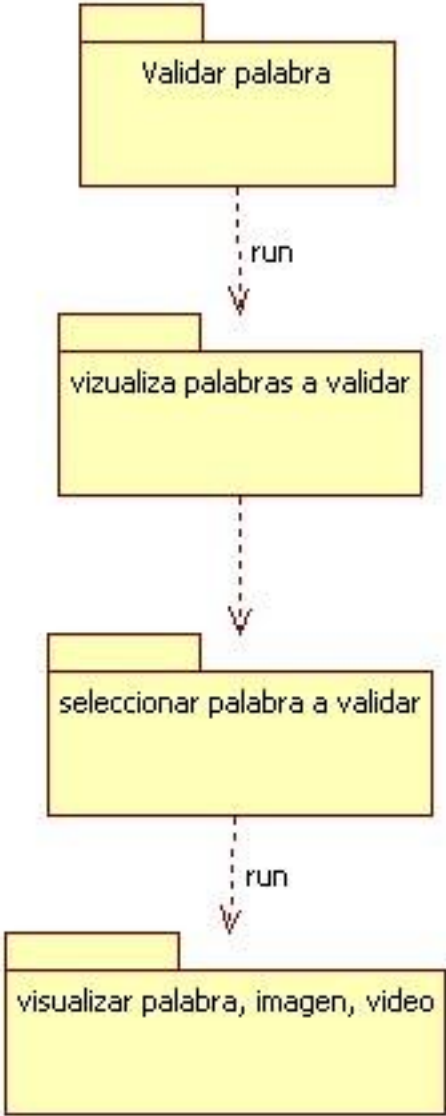 Validar palabra
run
vizualiza palabras a validar
seleccionar palabra a validar
run
visualizar palabra, imagen, video